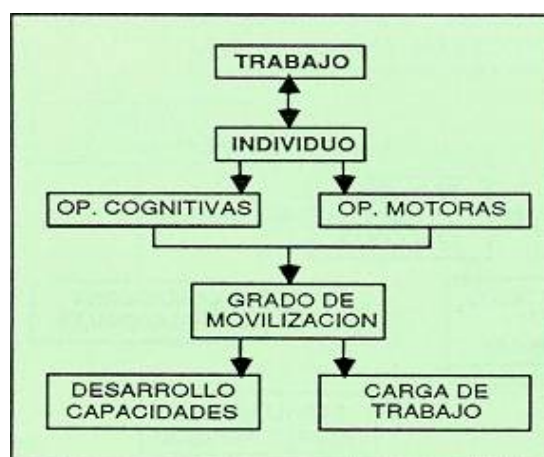 TRABAJO
INDIVIDUO
OP. COGNITIVAS
OP. MOTORAS
GRADO DE
MOVILIZACION
DESARROLLO
CAPACIDADES
CARGA DE
TRABAJO